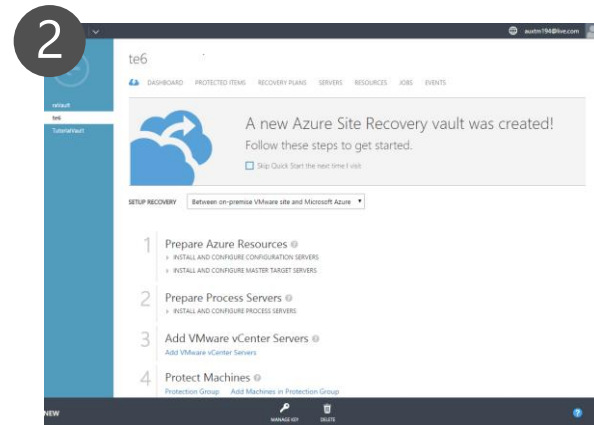 2
austm194@live.com
te6
DASHBOARD PROTECTED ITEMS RECOVERY PLANS SERVERS RESOURCES JOBS EVENTS
te6
TutorialVault
A new Azure Site Recovery vault was created!
Follow these steps to get started.
Skip Quick Start the next time I visit
SETUP RECOVERY Between on-premise VMware site and Microsoft Azure
1 Prepare Azure Resources
INSTALL AND CONFIGURE CONFIGURATION SERVERS
INSTALL AND CONFIGURE MASTER TARGET SERVERS
2 Prepare Process Servers
INSTALL AND CONFIGURE PROCESS SERVERS
3 Add VMware vCenter Servers
Add VMware vCenter Servers
4 Protect Machines
Protection Group Add Machines in Protection Group
NEW MANAGE KEY DELETE ?